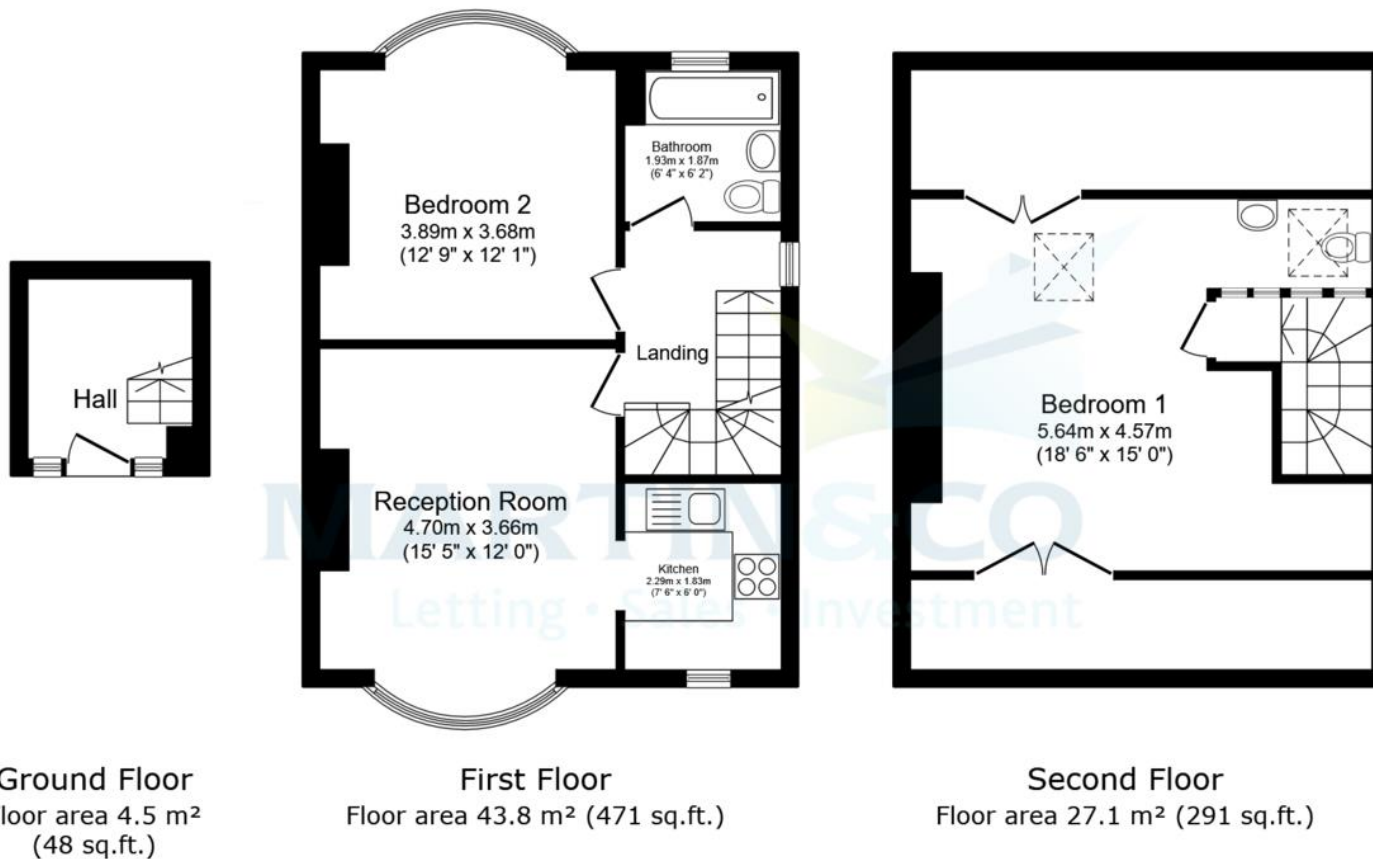 Hall
Ground Floor
Floor area 4.5 m²
(48 sq.ft.)
Bedroom 2
3.89m x 3.68m
(12' 9" x 12' 1")
Bathroom
1.93m x 1.87m
(6' 4" x 6' 2")
Landing
Reception Room
4.70m x 3.66m
(15' 5" x 12' 0")
Kitchen
2.29m x 1.83m
(7' 6" x 6' 0")
First Floor
Floor area 43.8 m² (471 sq.ft.)
Bedroom 1
5.64m x 4.57m
(18' 6" x 15' 0")
Second Floor
Floor area 27.1 m² (291 sq.ft.)
MARTIN&CO
Letting • Sales • Investment